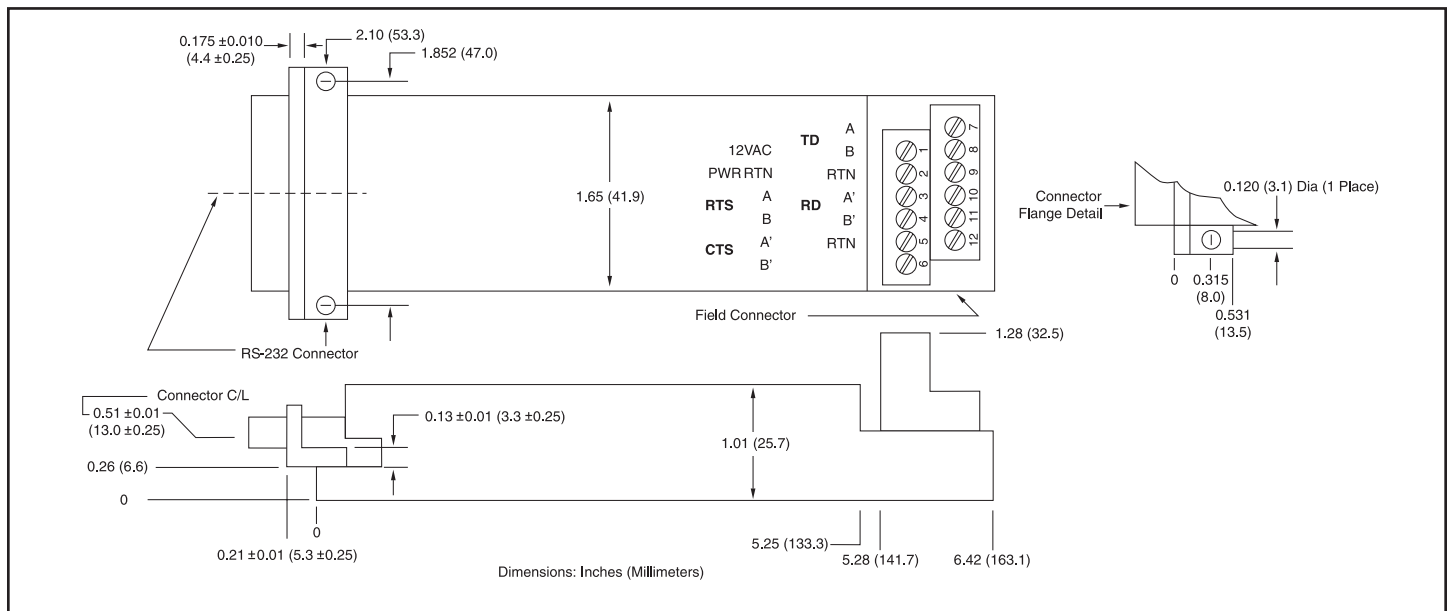 0.175 ±0.010
(4.4 ±0.25)
2.10 (53.3)
1.852 (47.0)
1.65 (41.9)
12VAC
PWR RTN
RTS A
B
CTS A'
B'
TD A
B
RTN
RD A'
B'
RTN
1
2
3
4
5
6
7
8
9
10
11
12
Field Connector
RS-232 Connector
Connector
Flange Detail
0.120 (3.1) Dia (1 Place)
0
0.315
(8.0)
0.531
(13.5)
Connector C/L
0.51 ±0.01
(13.0 ±0.25)
0.26 (6.6)
0
0
0.21 ±0.01 (5.3 ±0.25)
0.13 ±0.01 (3.3 ±0.25)
1.01 (25.7)
1.28 (32.5)
5.25 (133.3)
5.28 (141.7)
6.42 (163.1)
Dimensions: Inches (Millimeters)